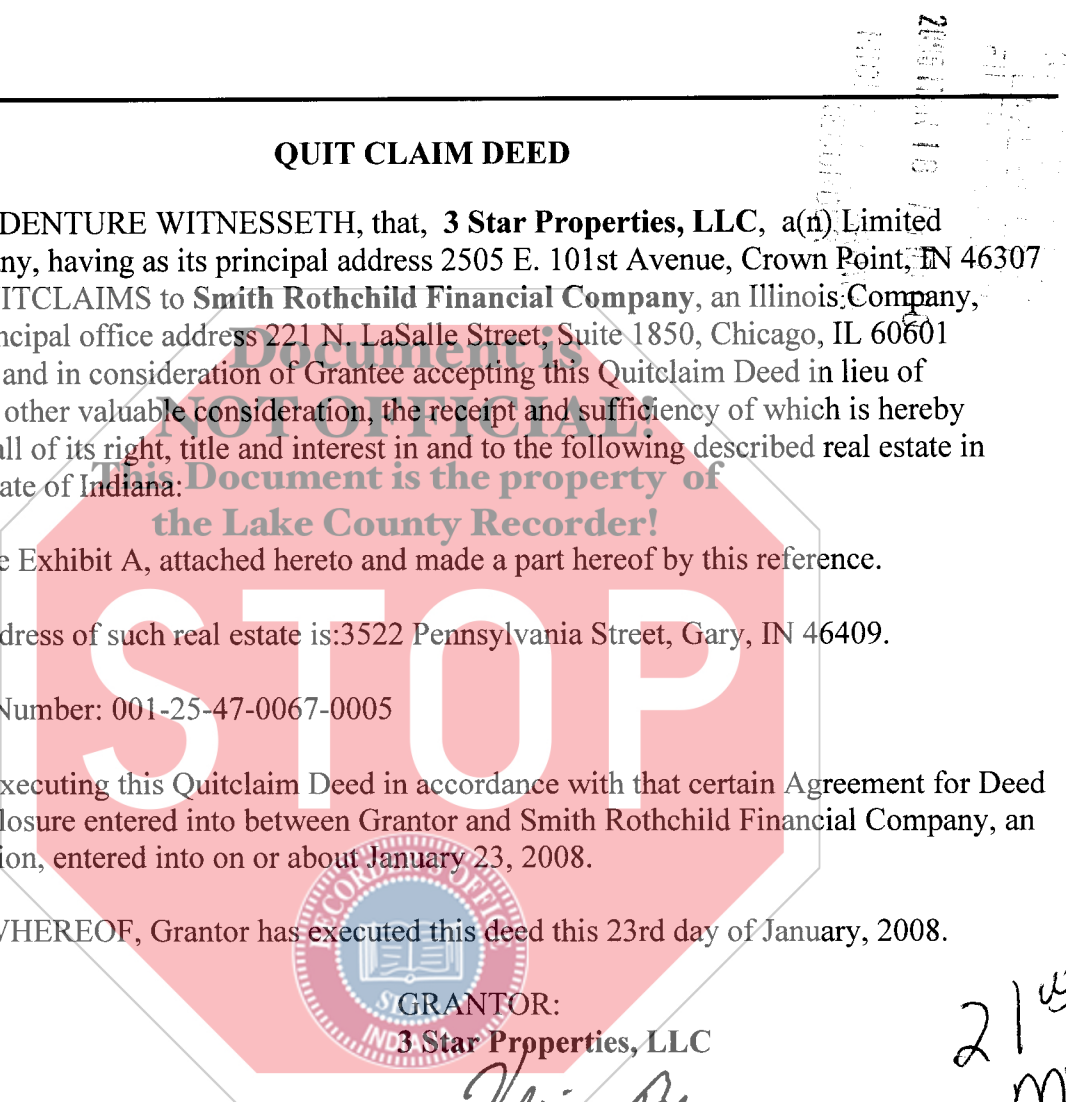 QUIT CLAIM DEED
DENTURE WITNESSETH, that, 3 Star Properties, LLC, a(n) Limited
ny, having as its principal address 2505 E. 101st Avenue, Crown Point, IN 46307
ITCLAIMS to Smith Rothchild Financial Company, an Illinois Company,
ncipal office address 221 N. LaSalle Street, Suite 1850, Chicago, IL 60601
and in consideration of Grantee accepting this Quitclaim Deed in lieu of
other valuable consideration, the receipt and sufficiency of which is hereby
all of its right, title and interest in and to the following described real estate in
ate of Indiana:
Document is
NOT OFFICIAL!
This Document is the property of
the Lake County Recorder!
e Exhibit A, attached hereto and made a part hereof by this reference.
STOP
dress of such real estate is:3522 Pennsylvania Street, Gary, IN 46409.
Number: 001-25-47-0067-0005
xecuting this Quitclaim Deed in accordance with that certain Agreement for Deed
losure entered into between Grantor and Smith Rothchild Financial Company, an
ion, entered into on or about January 23, 2008.
RECORDER'S OFFICE
SEAL
INDIANA
WHEREOF, Grantor has executed this deed this 23rd day of January, 2008.
GRANTOR:
3 Star Properties, LLC
21